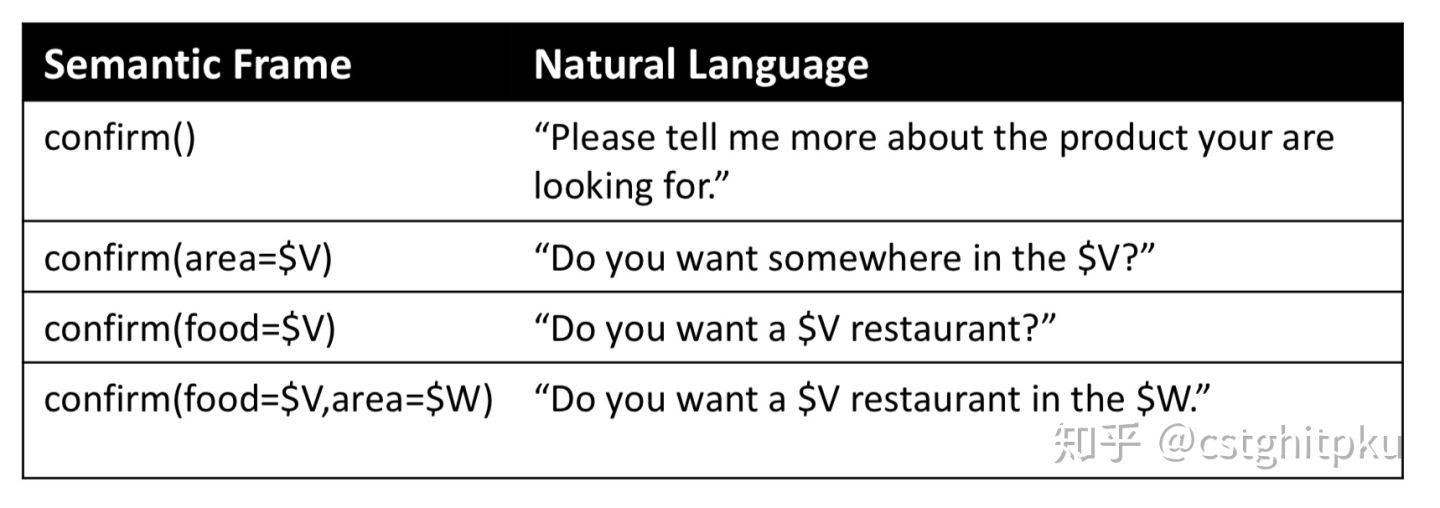 Semantic Frame Natural Language
confirm() “Please tell me more about the product your are
looking for.”
confirm(area=$V) “Do you want somewhere in the $V?”
confirm(food=$V) “Do you want a $V restaurant?”
confirm(food=$V,area=$W) “Do you want a $V restaurant in the $W.”
知乎 @cstghitpku